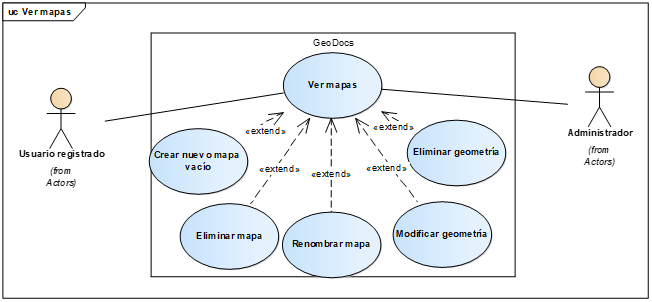 uc Ver mapas
GeoDocs
Ver mapas
Usuario registrado
(from
Actors)
Administrador
(from
Actors)
«extend»
«extend»
«extend»
«extend»
«extend»
Crear nuevo mapa
vacío
Eliminar geometría
Eliminar mapa
Renombrar mapa
Modificar geometría